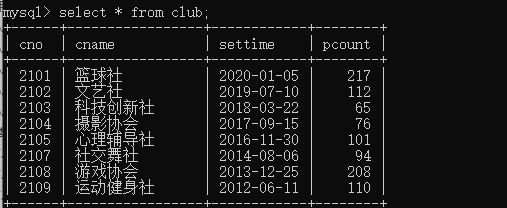 mysql> select * from club;
+------+--------------+------------+--------+
| cno  | cname        | settime    | pcount |
+------+--------------+------------+--------+
| 2101 | 篮球社 | 2020-01-05 | 217 |
| 2102 | 文艺社 | 2019-07-10 | 112 |
| 2103 | 科技创新社 | 2018-03-22 | 65 |
| 2104 | 摄影协会 | 2017-09-15 | 76 |
| 2105 | 心理辅导社 | 2016-11-30 | 101 |
| 2107 | 社交舞社 | 2014-08-06 | 94 |
| 2108 | 游戏协会 | 2013-12-25 | 208 |
| 2109 | 运动健身社 | 2012-06-11 | 110 |
+------+--------------+------------+--------+